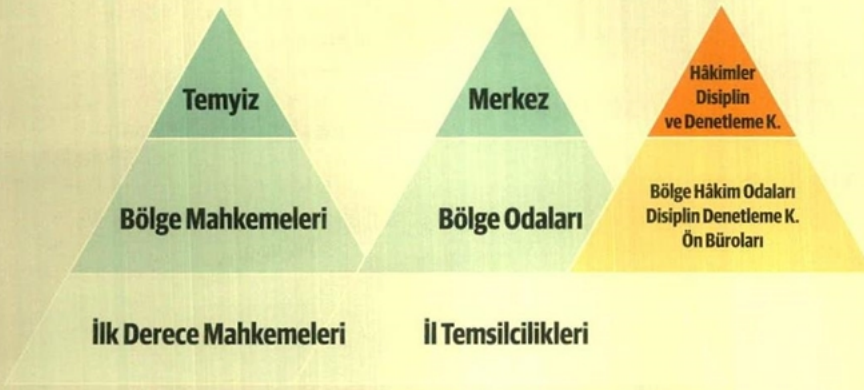 Temyiz
Bölge Mahkemeleri
İlk Derece Mahkemeleri
Merkez
Bölge Odaları
İl Temsilcilikleri
Hâkimler
Disiplin
ve Denetleme K.
Bölge Hâkim Odaları
Disiplin Denetleme K.
Ön Büroları